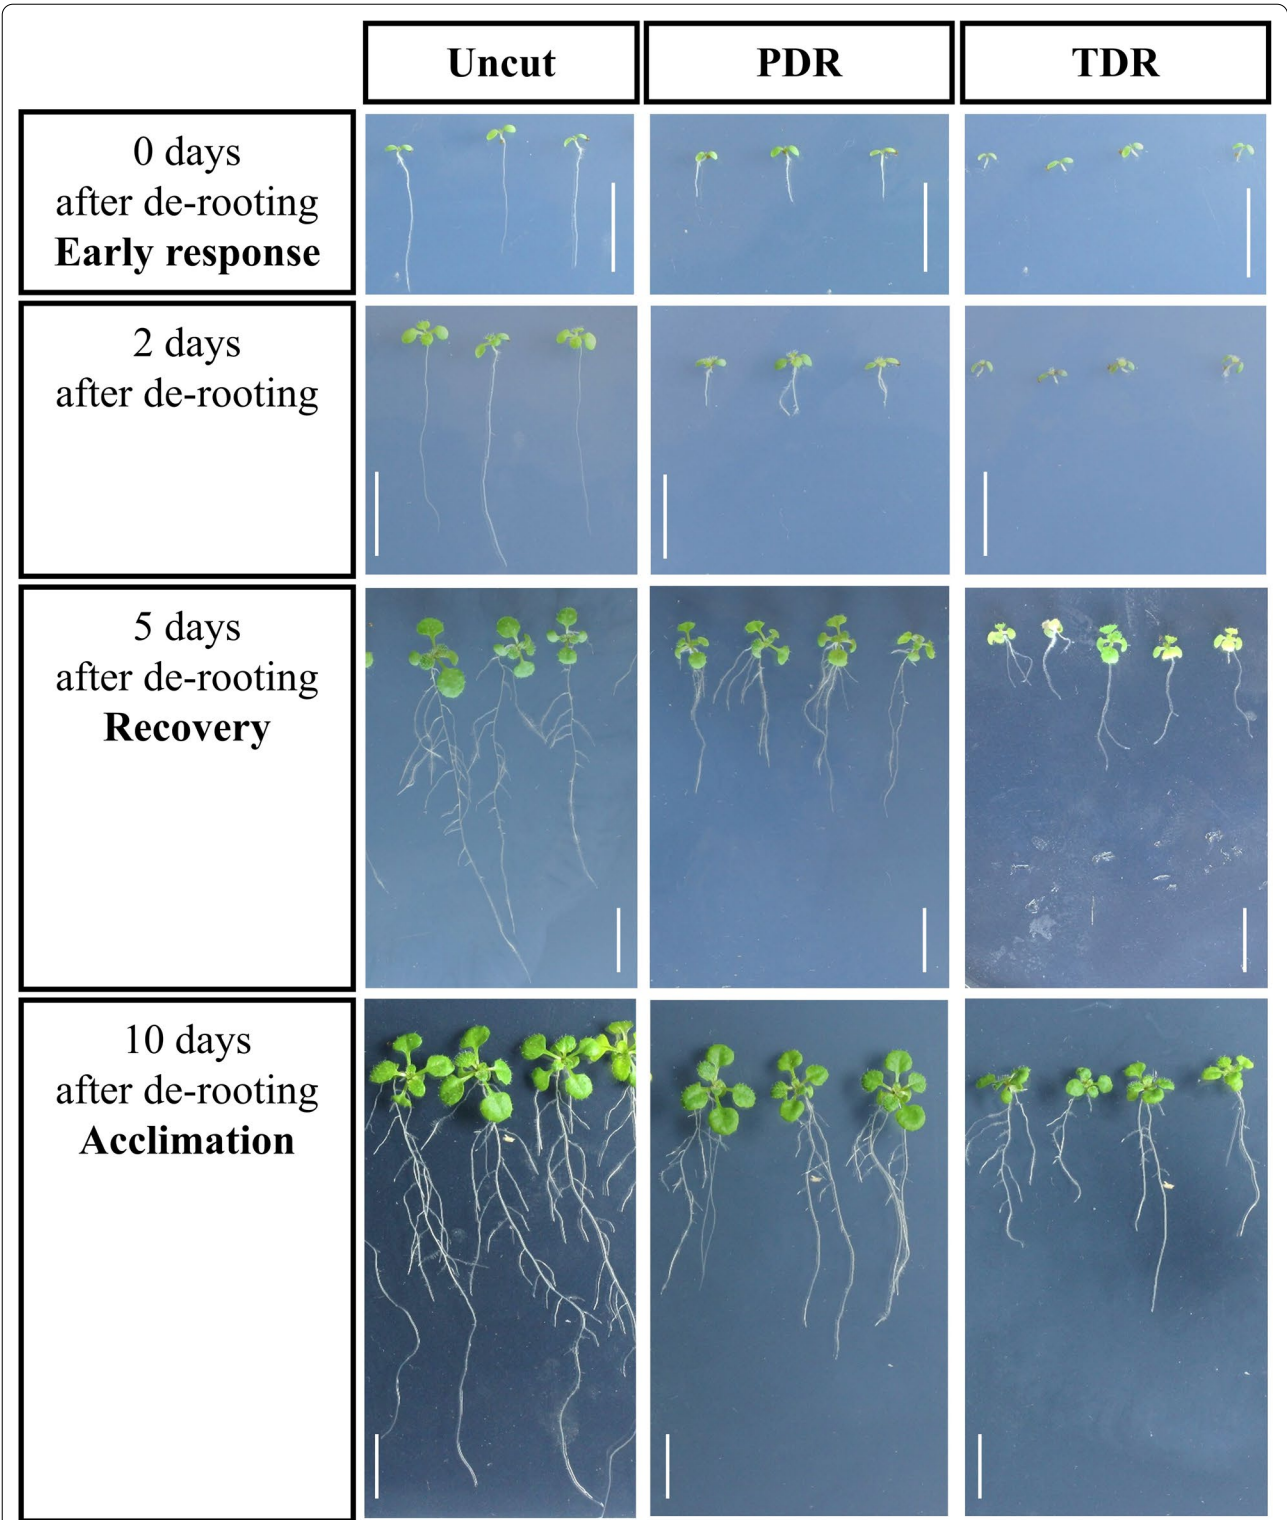 Uncut
PDR
TDR
0 days
after de-rooting
Early response
2 days
after de-rooting
5 days
after de-rooting
Recovery
10 days
after de-rooting
Acclimation